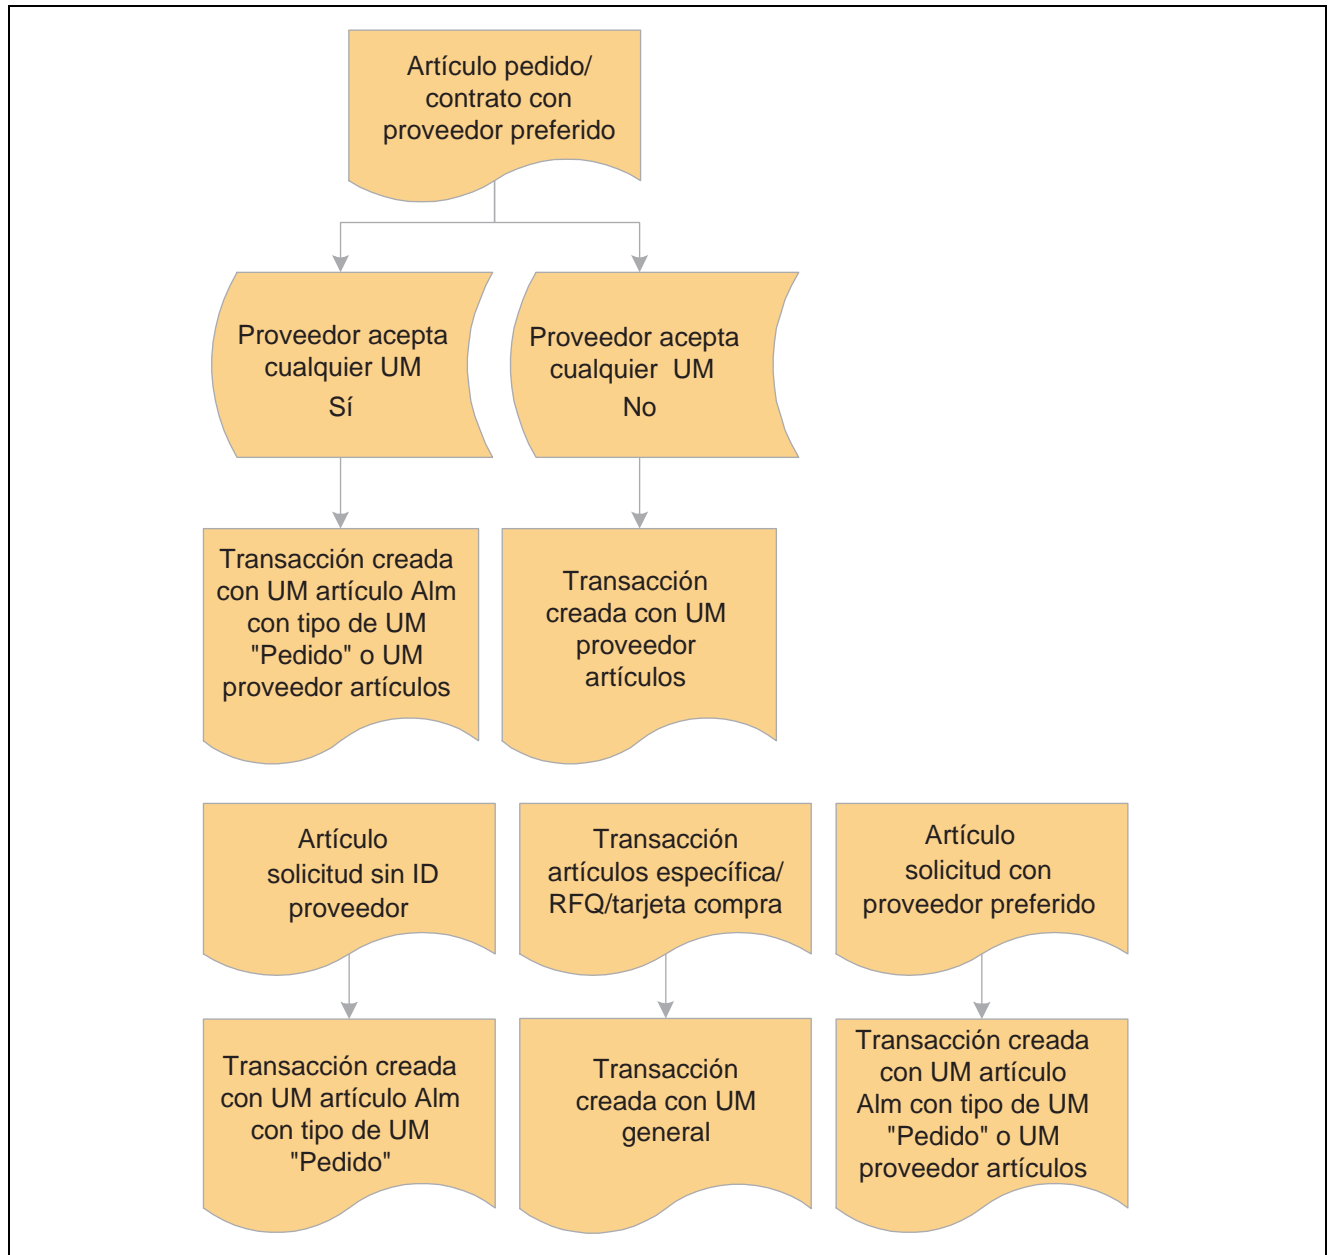 Artículo pedido/
contrato con
proveedor preferido
Proveedor acepta
cualquier UM
Sí
Proveedor acepta
cualquier UM
No
Transacción creada
con UM artículo Alm
con tipo de UM
"Pedido" o UM
proveedor artículos
Transacción
creada con UM
proveedor
artículos
Artículo
solicitud sin ID
proveedor
Transacción
artículos específica/
RFQ/tarjeta compra
Artículo
solicitud con
proveedor preferido
Transacción creada
con UM artículo Alm
con tipo de UM
"Pedido"
Transacción
creada con UM
general
Transacción creada
con UM artículo
Alm con tipo de UM
"Pedido" o UM
proveedor artículos